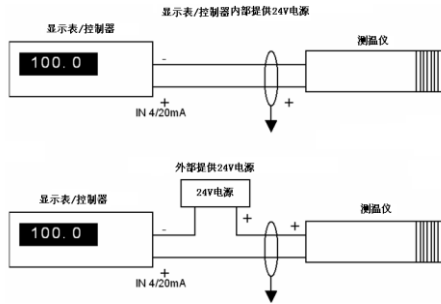 显示表/控制器内部提供24V电源
显示表/控制器
测温仪
100.0
-
+
+
IN 4/20mA
外部提供24V电源
显示表/控制器
24V电源
测温仪
100.0
-
+
+
+
IN 4/20mA